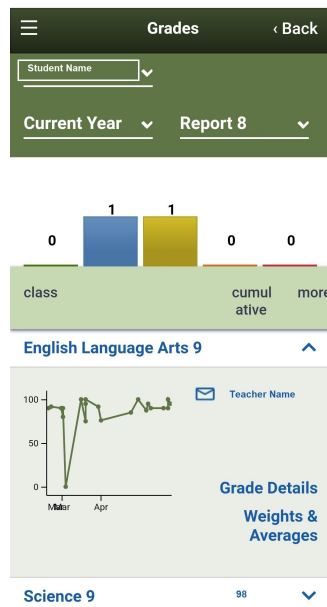 Grades
‹ Back
Student Name
Current Year
Report 8
0
1
1
0
0
class
cumul
ative
more
English Language Arts 9
100
50
0
Mar
Apr
Teacher Name
Grade Details
Weights &
Averages
Science 9
98